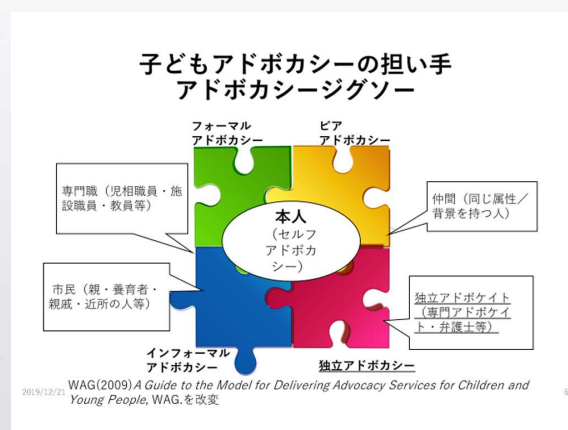 子どもアドボカシーの担い手
アドボカシージグソー
フォーマル
アドボカシー
ピア
アドボカシー
専門職（児相職員・施
設職員・教員等）
仲間（同じ属性／
背景を持つ人）
本人
（セルフ
アドボカ
シー）
市民（親・養育者・
親戚・近所の人等）
独立アドボケイト
（専門アドボケイ
ト・弁護士等）
インフォーマル
アドボカシー
独立アドボカシー
2019/12/21
WAG(2009) A Guide to the Model for Delivering Advocacy Services for Children and
Young People, WAG.を改変
6